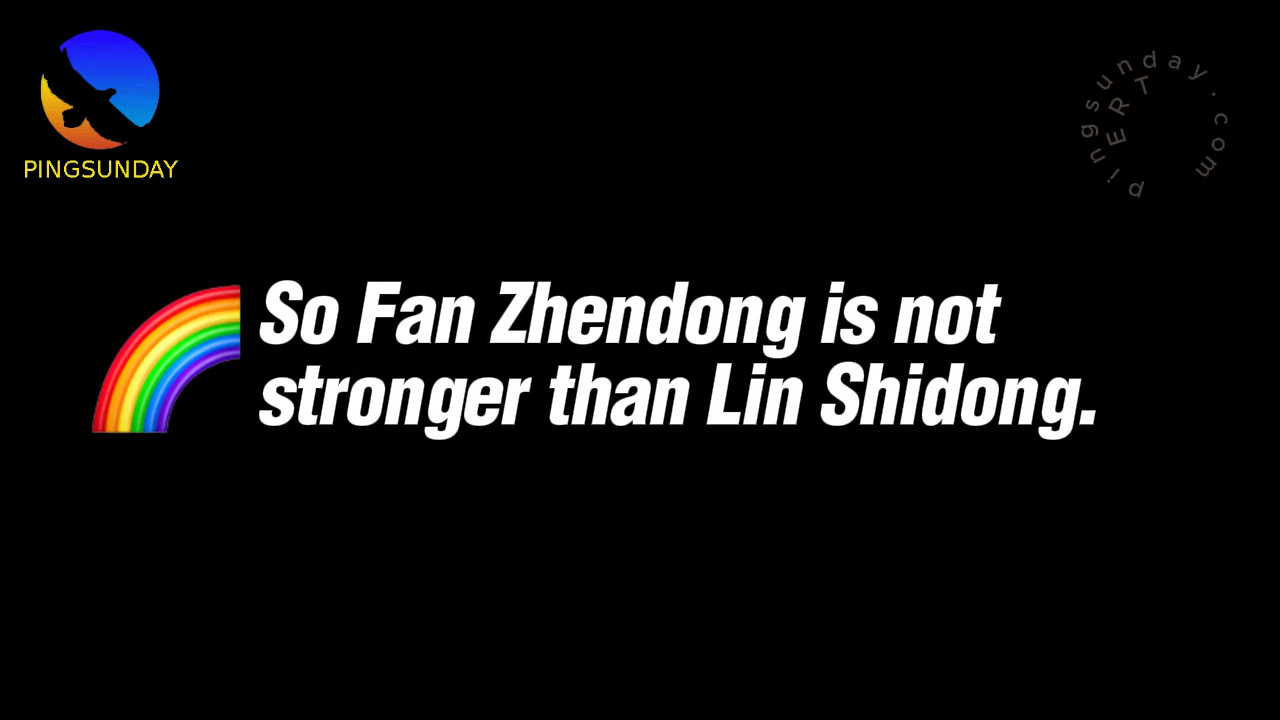 PINGSUNDAY
pingsunday.com
ERT
So Fan Zhendong is not
stronger than Lin Shidong.